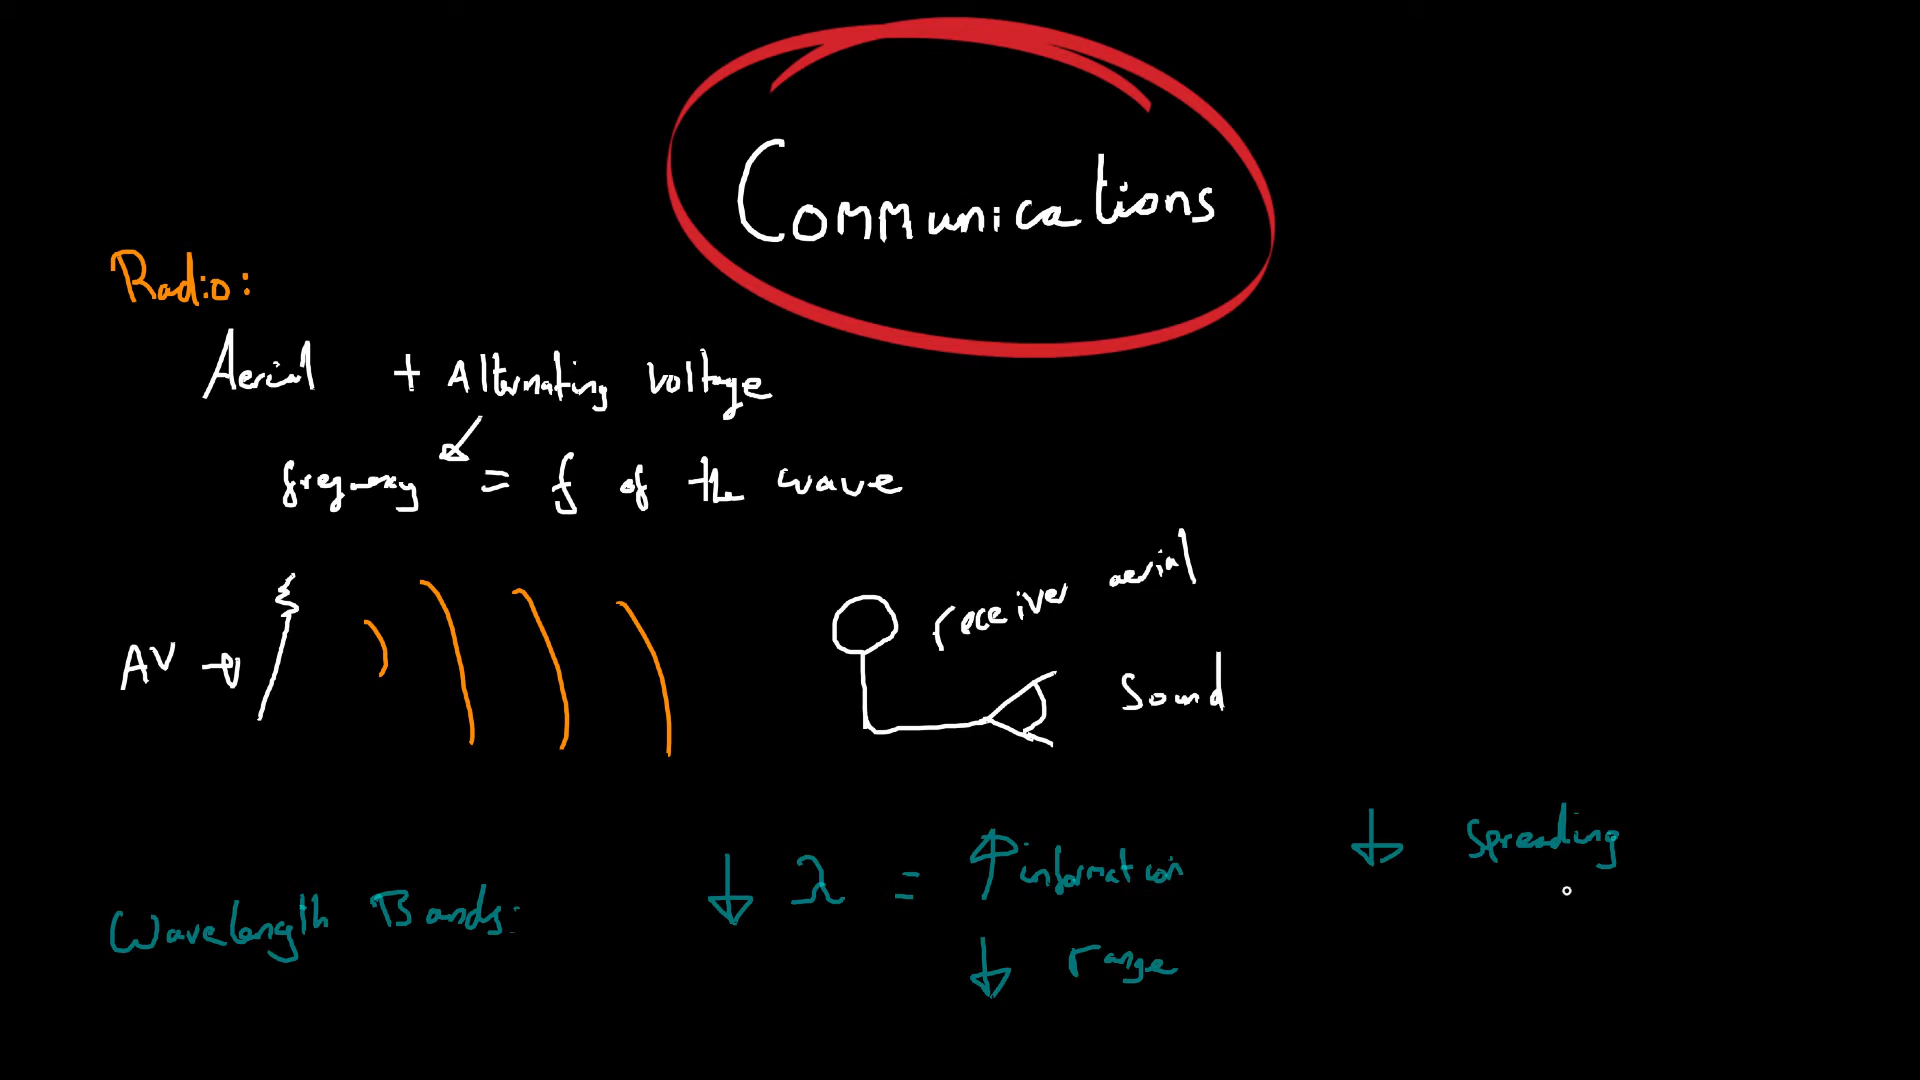 Communications
Radio:
Aerial + Alternating voltage
frequency = f of the wave
receiver aerial
AV →
Sound
↓ λ = ↑ information ↓ Spreading
Wavelength Bands:
↓ range